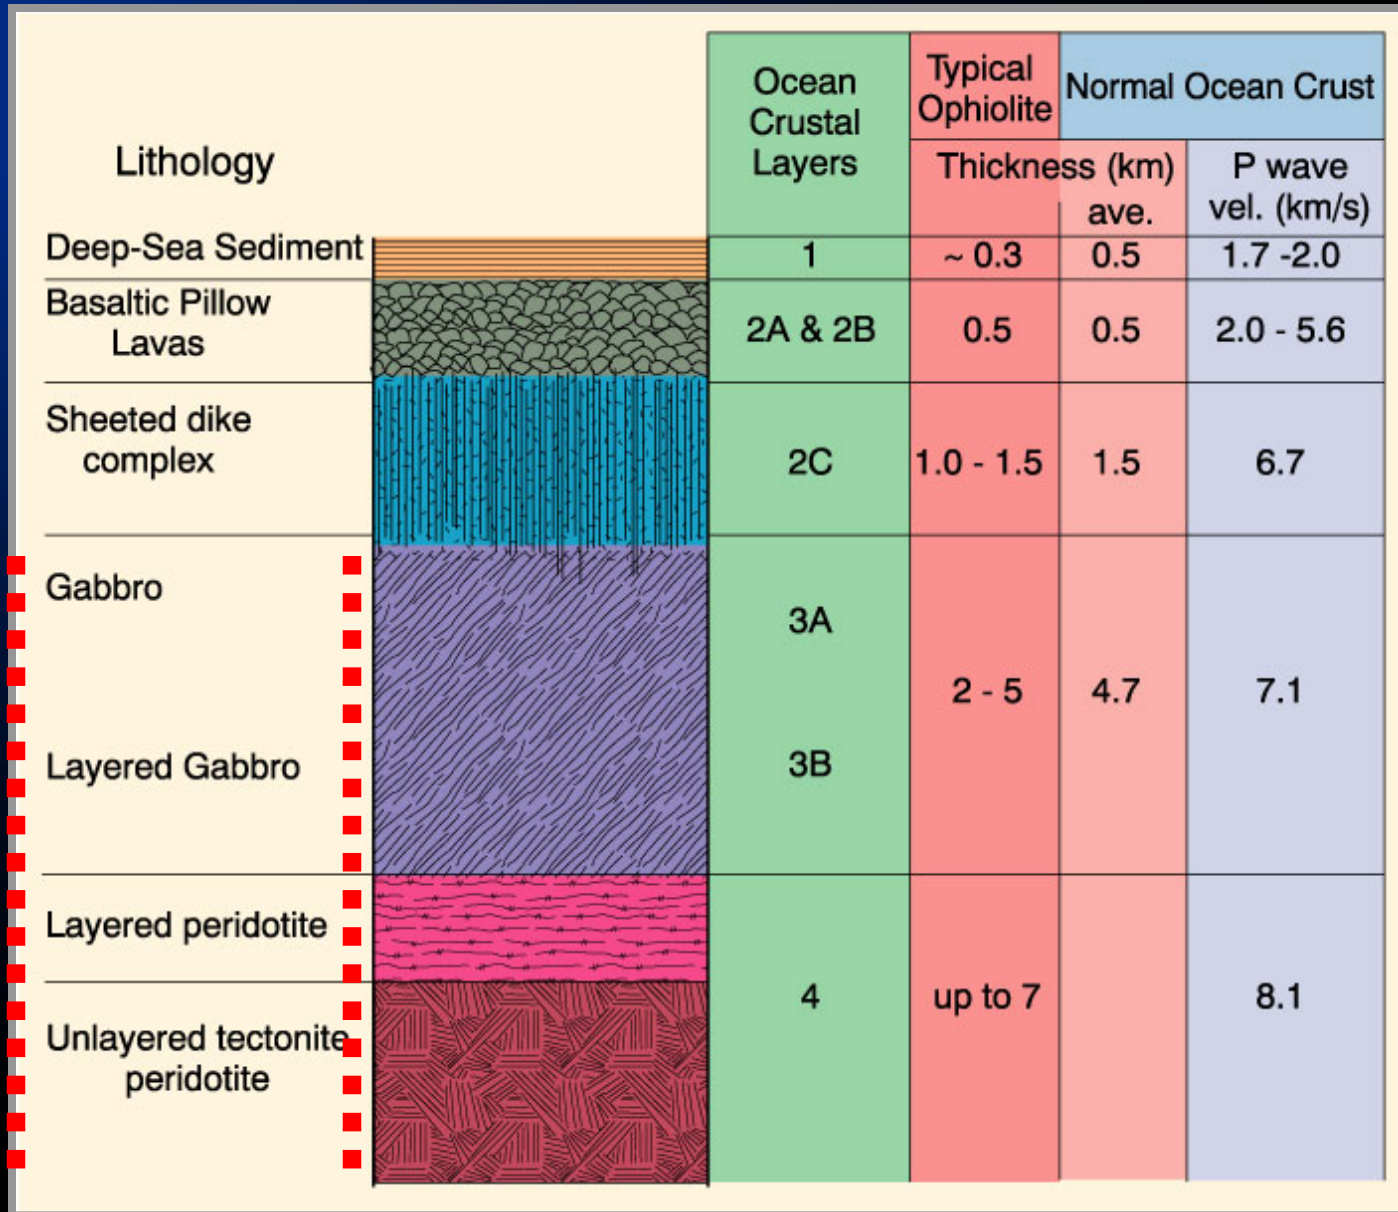 Ocean
Crustal
Layers
Typical
Ophiolite
Normal Ocean Crust
Lithology
Thickness (km)
ave.
P wave
vel. (km/s)
Deep-Sea Sediment
1
~ 0.3
0.5
1.7 -2.0
Basaltic Pillow
Lavas
2A & 2B
0.5
0.5
2.0 - 5.6
Sheeted dike
complex
2C
1.0 - 1.5
1.5
6.7
Gabbro
3A
2 - 5
4.7
7.1
Layered Gabbro
3B
Layered peridotite
4
up to 7
8.1
Unlayered tectonite
peridotite